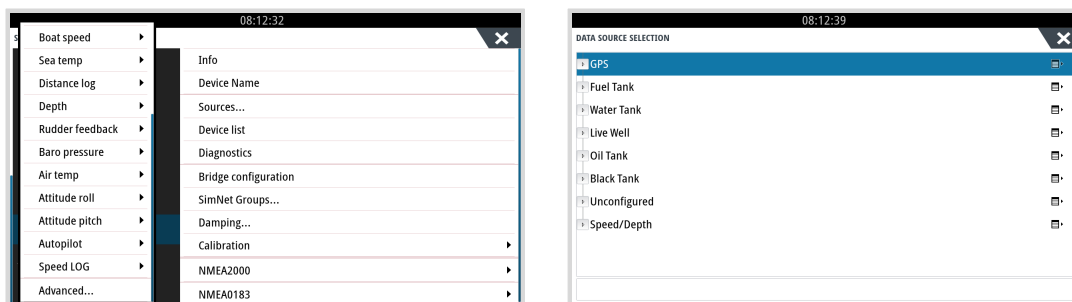 08:12:32
S
Boat speed
Sea temp
Distance log
Depth
Rudder feedback
Baro pressure
Air temp
Attitude roll
Attitude pitch
Autopilot
Speed LOG
Advanced...
Info
Device Name
Sources...
Device list
Diagnostics
Bridge configuration
SimNet Groups...
Damping...
Calibration
NMEA2000
NMEA0183
08:12:39
DATA SOURCE SELECTION
GPS
Fuel Tank
Water Tank
Live Well
Oil Tank
Black Tank
Unconfigured
Speed/Depth